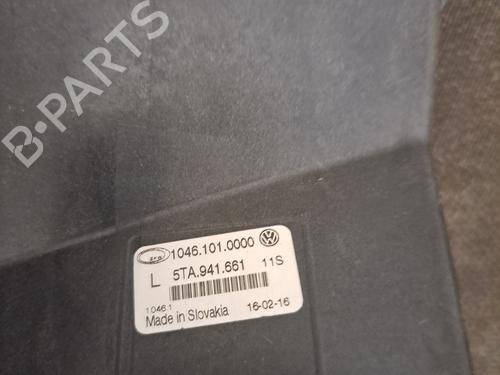 B-PARTS
1046.101.0000
L 5TA.941.661 11S
1046.1
Made in Slovakia 16-02-16